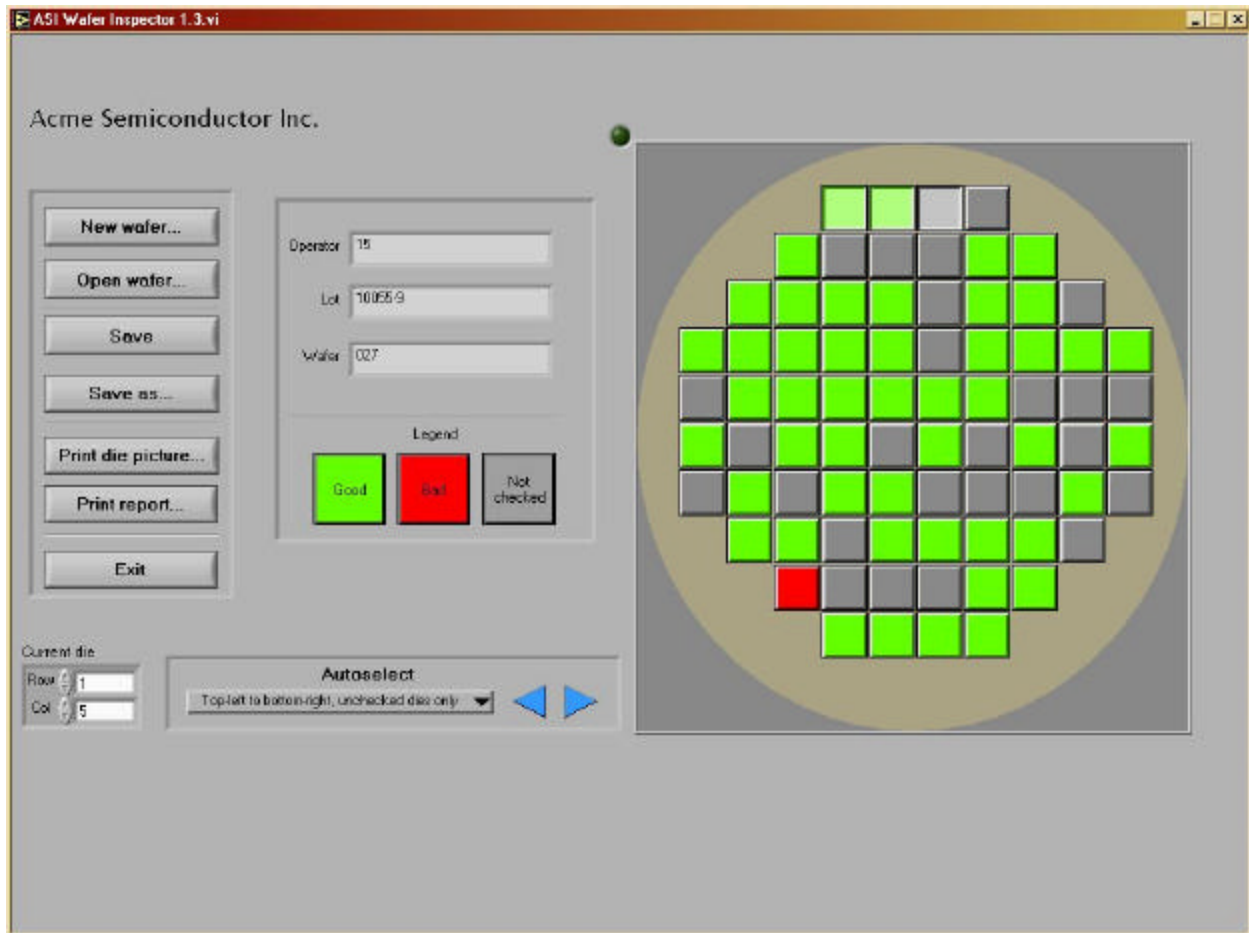 ASI Wafer Inspector 1.3.vi
Acme Semiconductor Inc.
New wafer...
Open wafer...
Save
Save as...
Print die picture...
Print report...
Exit
Operator 15
Lot 10055-9
Wafer 027
Legend
Good
Bad
Not
checked
Current die
Row 1
Col 5
Autoselect
Top-left to bottom-right, unchecked dies only